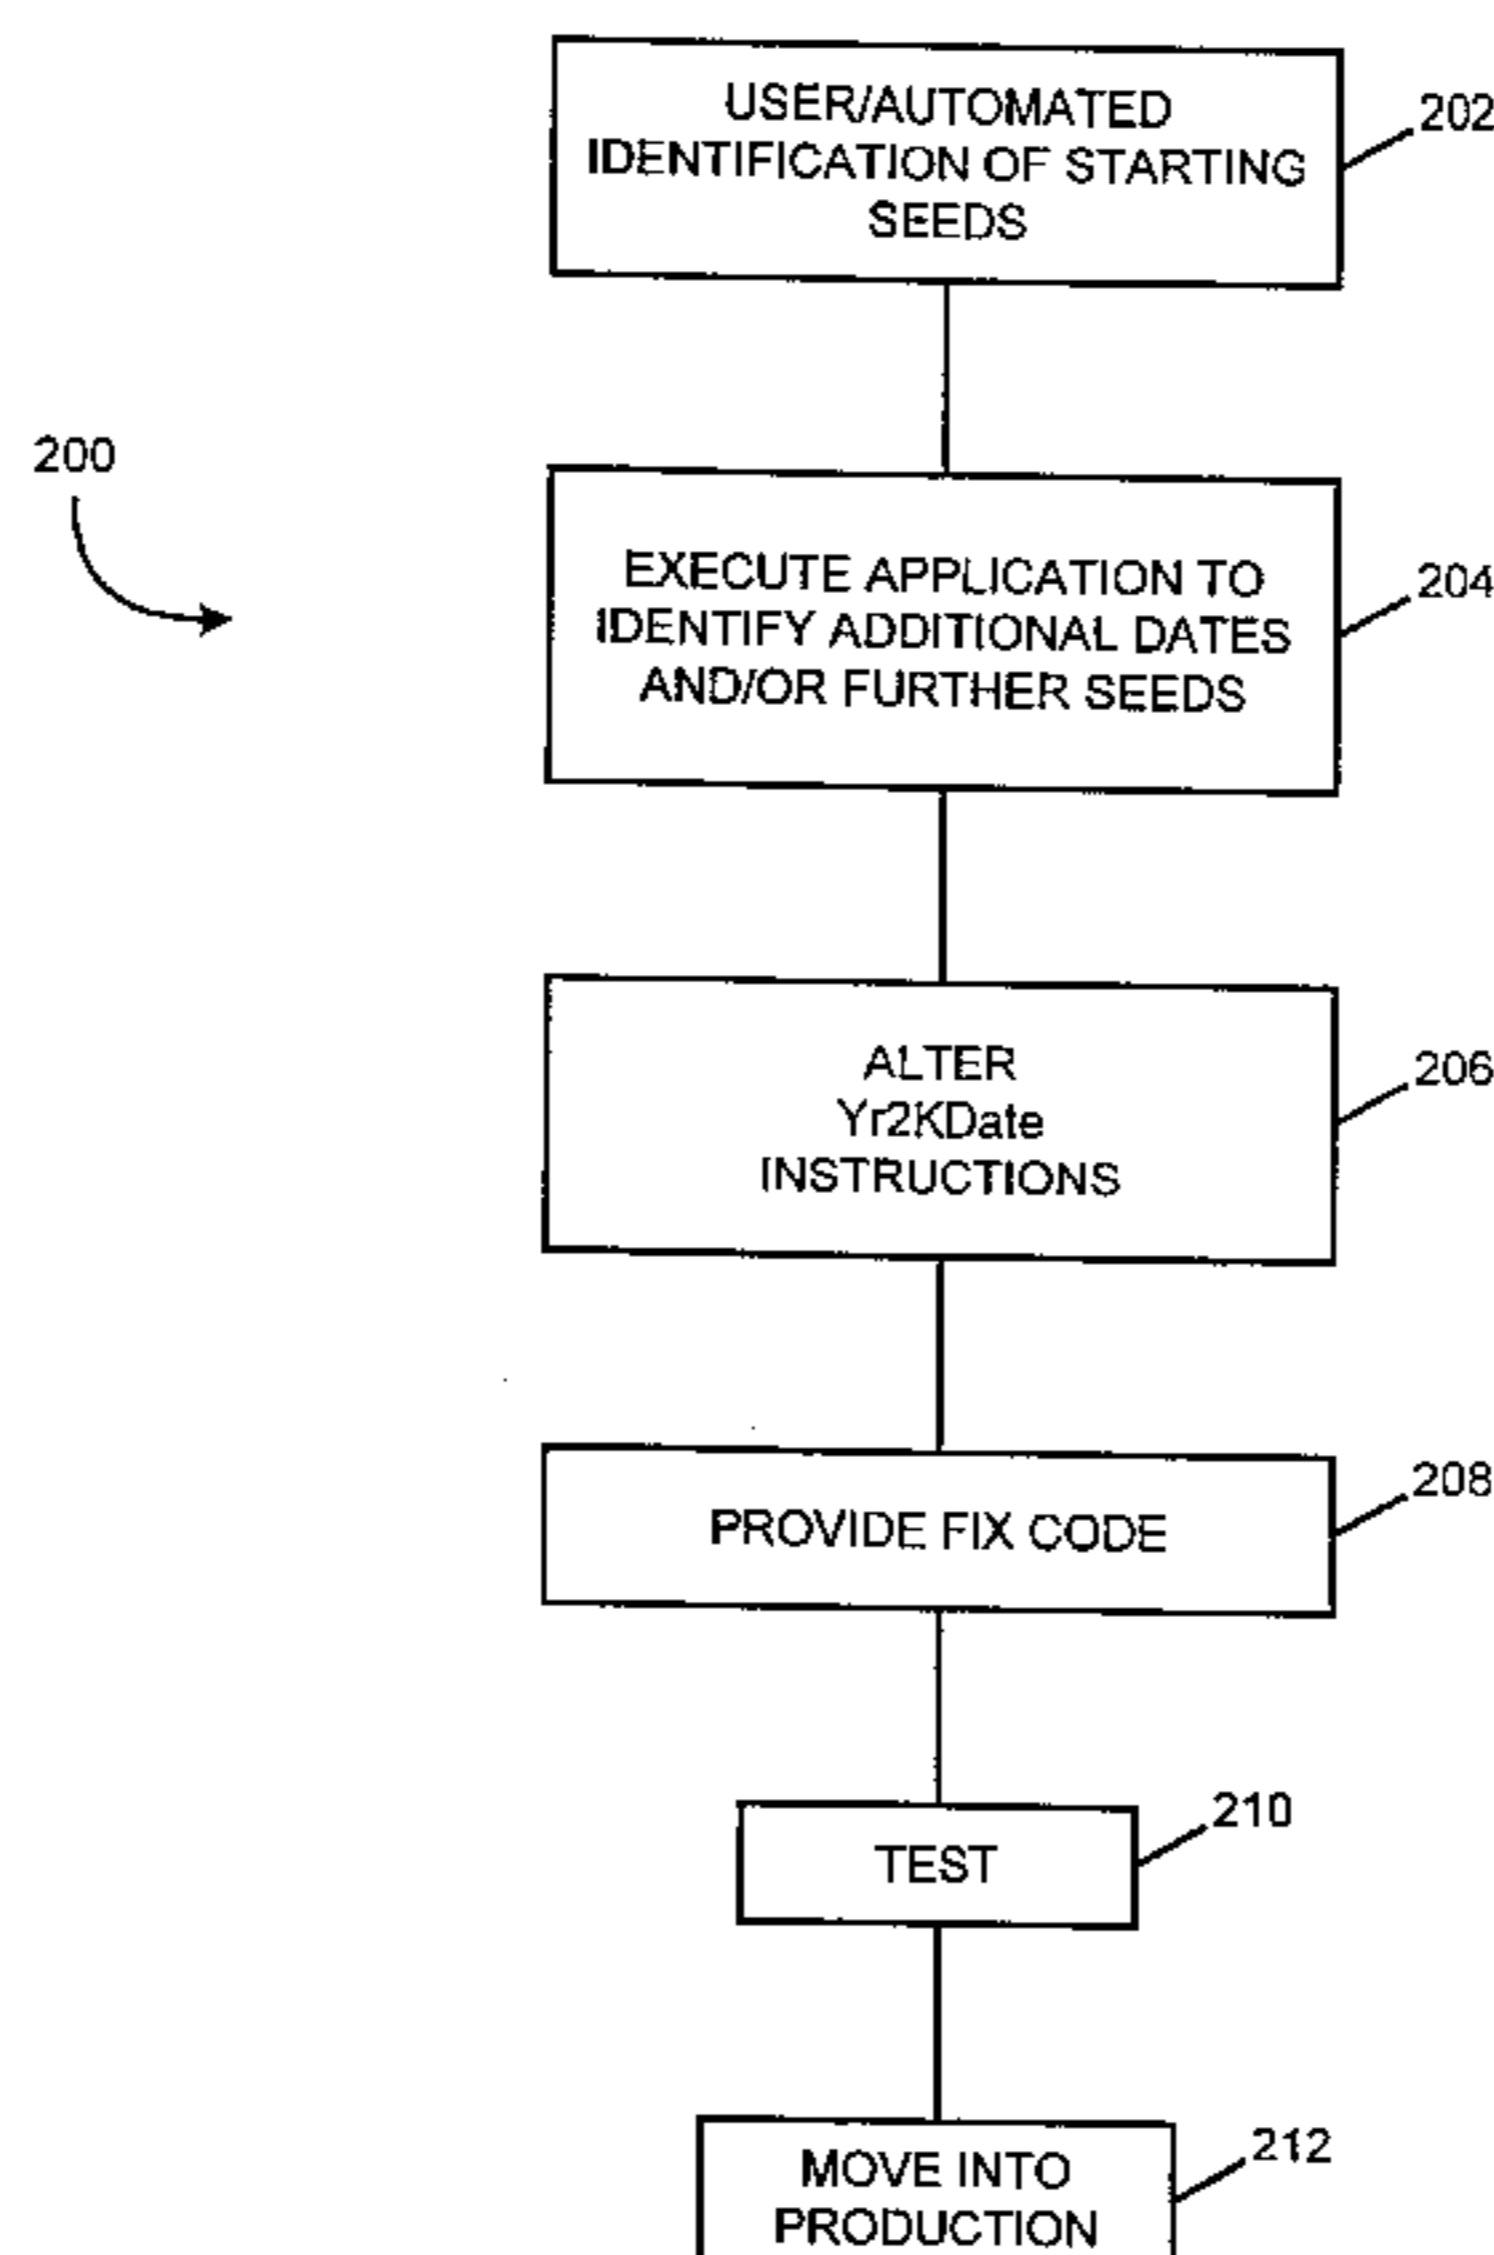 USER/AUTOMATED
IDENTIFICATION OF STARTING
SEEDS
202
200
EXECUTE APPLICATION TO
IDENTIFY ADDITIONAL DATES
AND/OR FURTHER SEEDS
204
ALTER
Yr2KDate
INSTRUCTIONS
206
PROVIDE FIX CODE
208
TEST
210
MOVE INTO
PRODUCTION
212